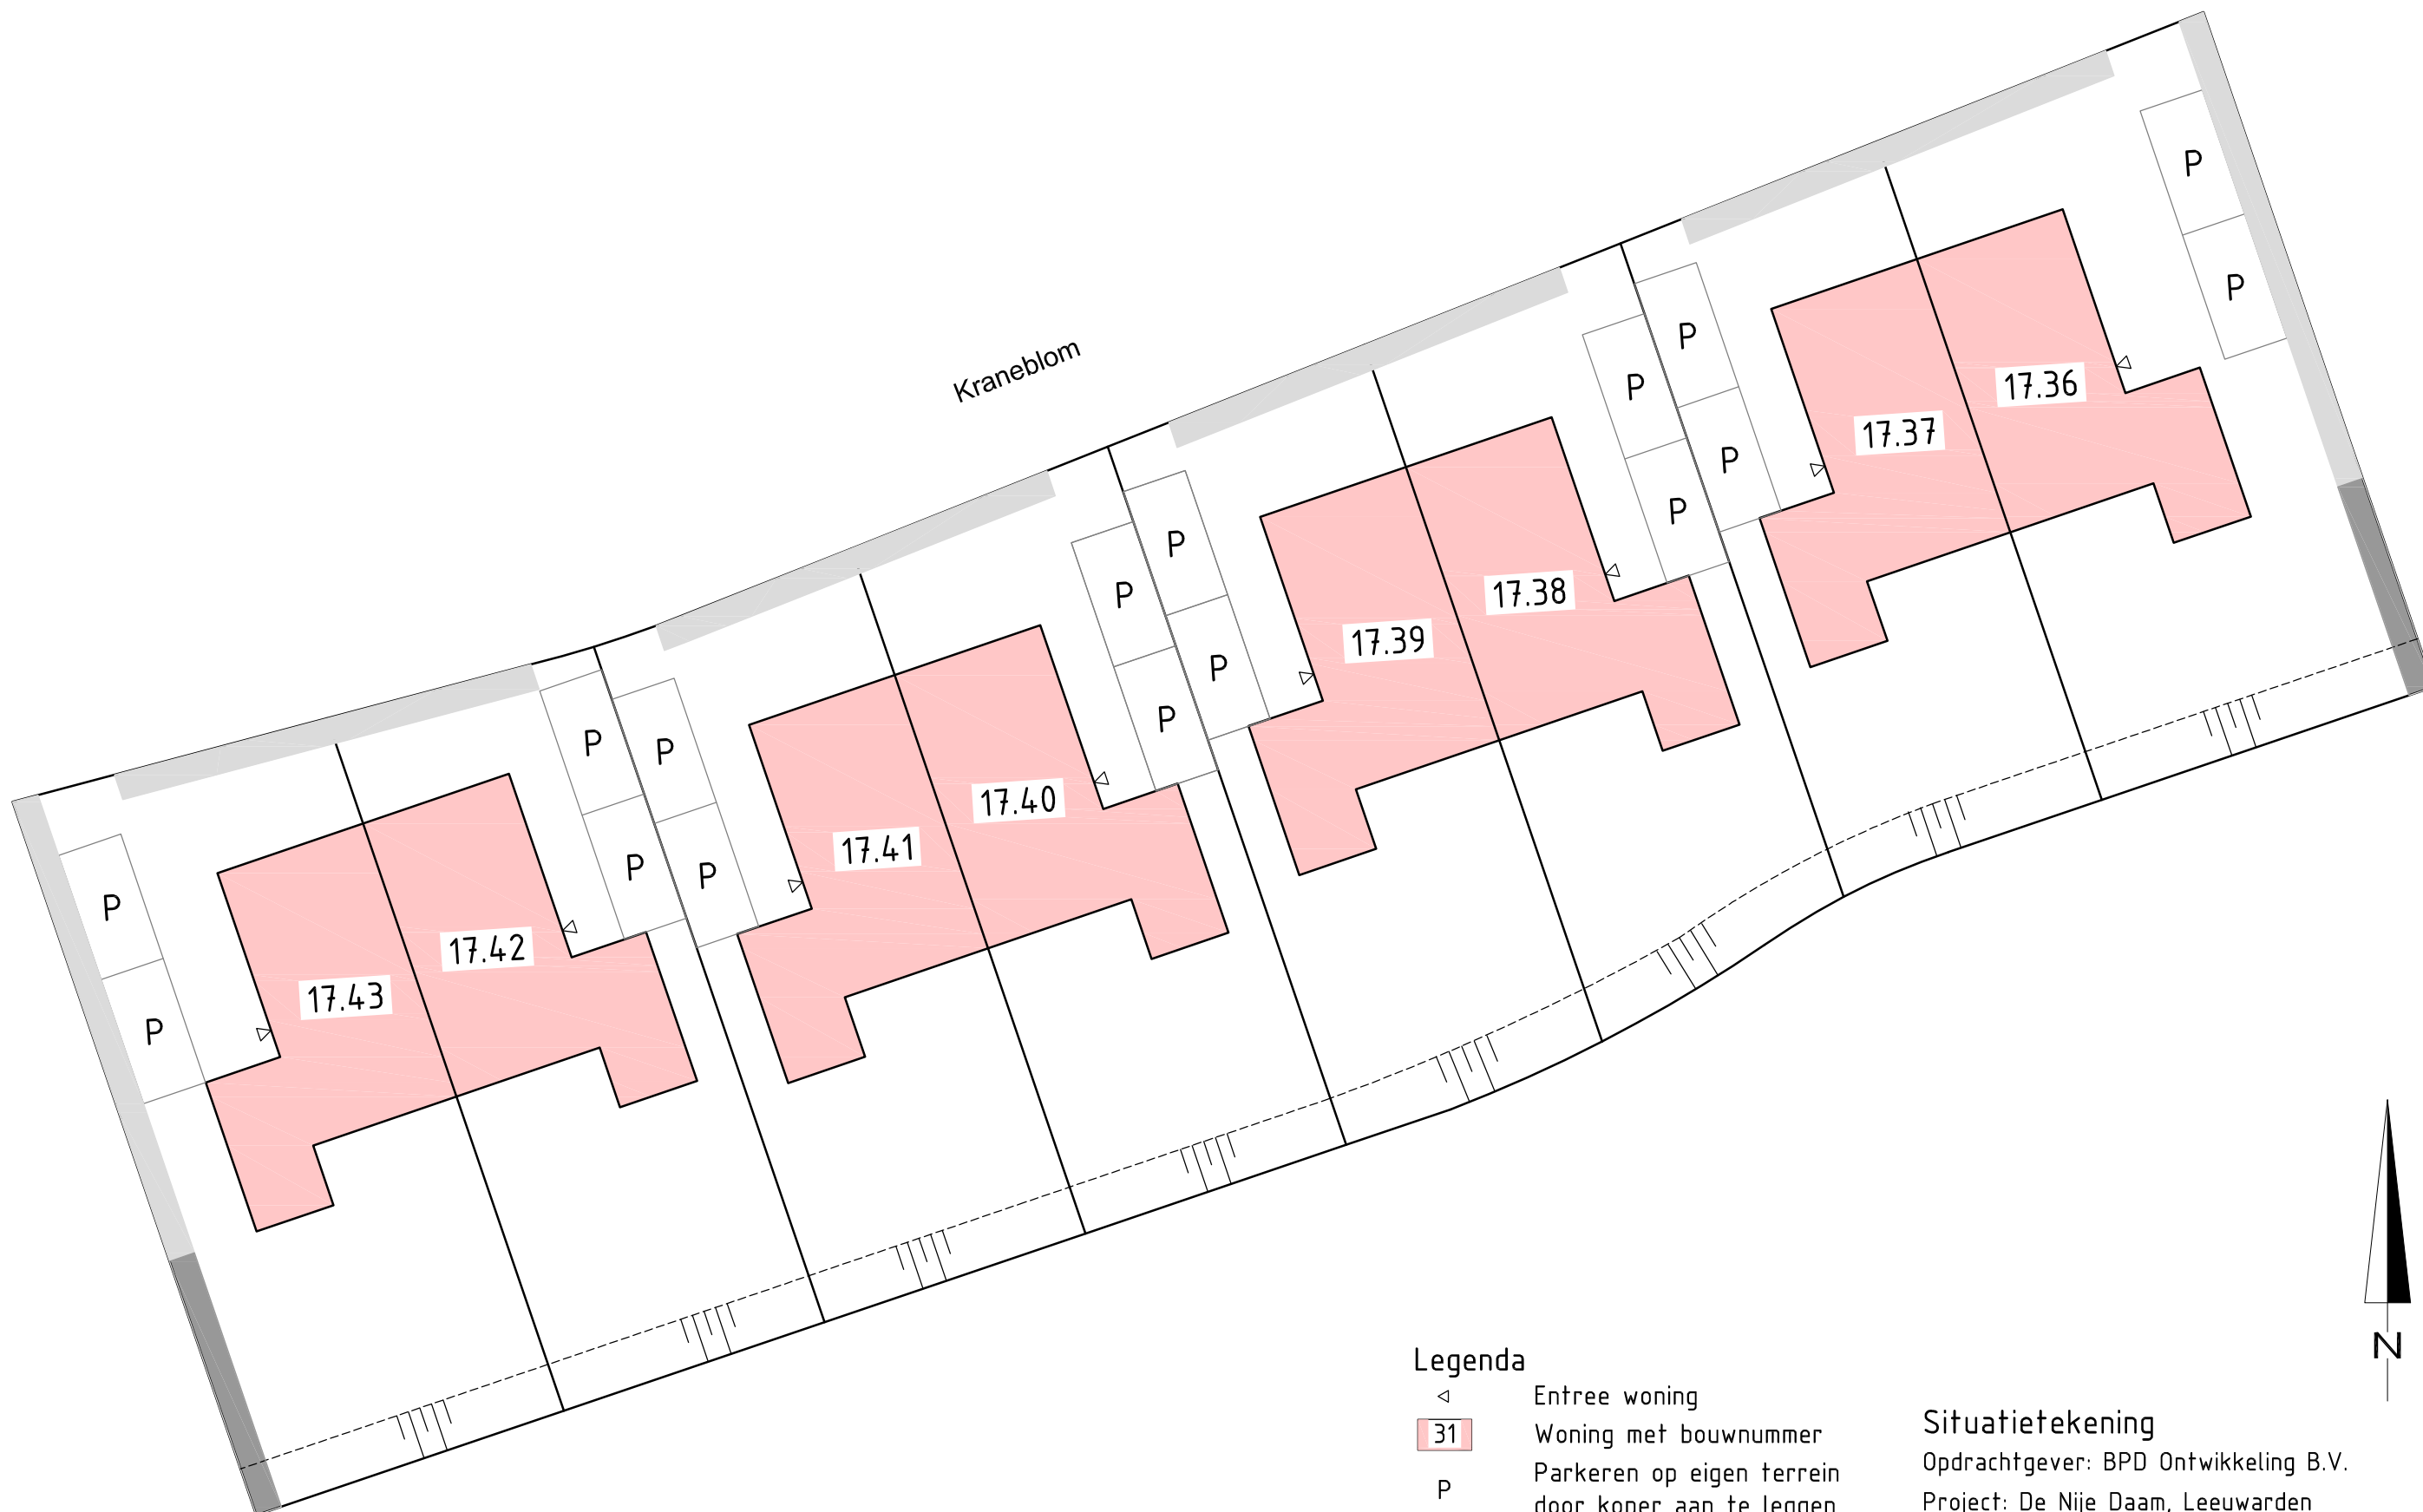 Kraneblom
P
P
17.36
P
17.37
P
P
P
17.38
P
17.39
P
P
P
17.40
P
17.41
P
P
P
17.42
P
17.43
P
P
N
Legenda
Entree woning
31 Woning met bouwnummer
P Parkeren op eigen terrein
door koper aan te leggen
Situatietekening
Opdrachtgever: BPD Ontwikkeling B.V.
Project: De Nije Daam, Leeuwarden